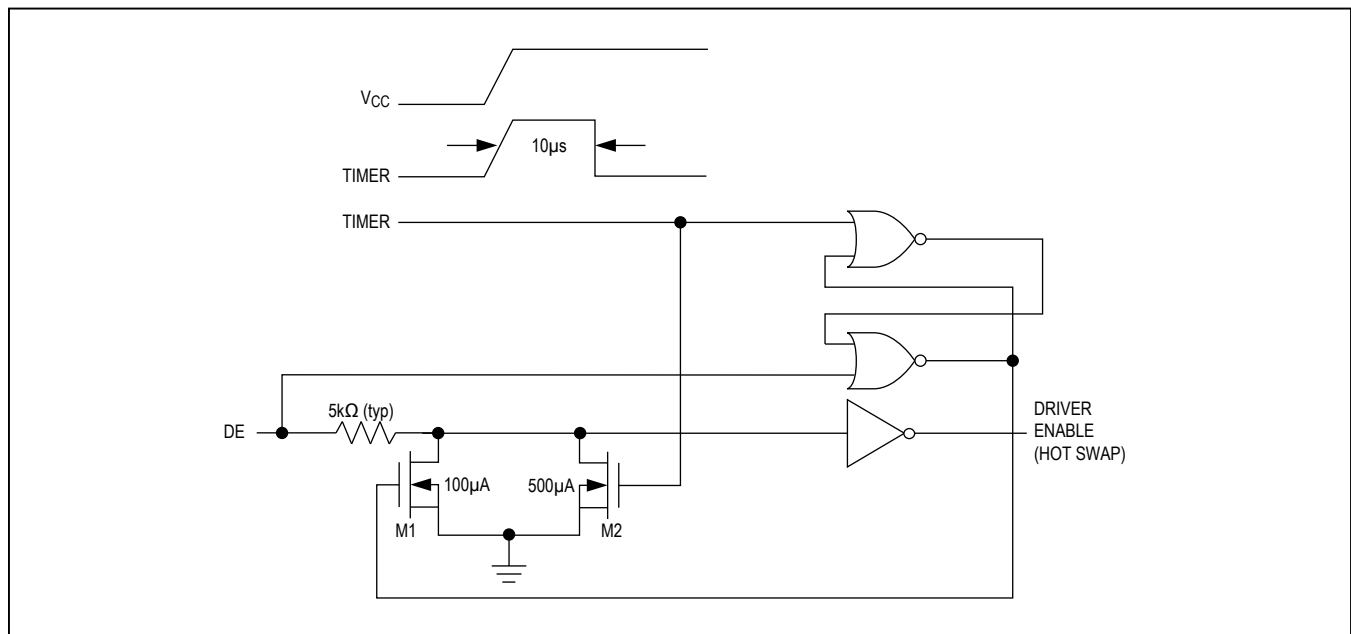 VCC
10µs
TIMER
TIMER
5kΩ (typ)
DE
100µA
500µA
M1
M2
DRIVER
ENABLE
(HOT SWAP)